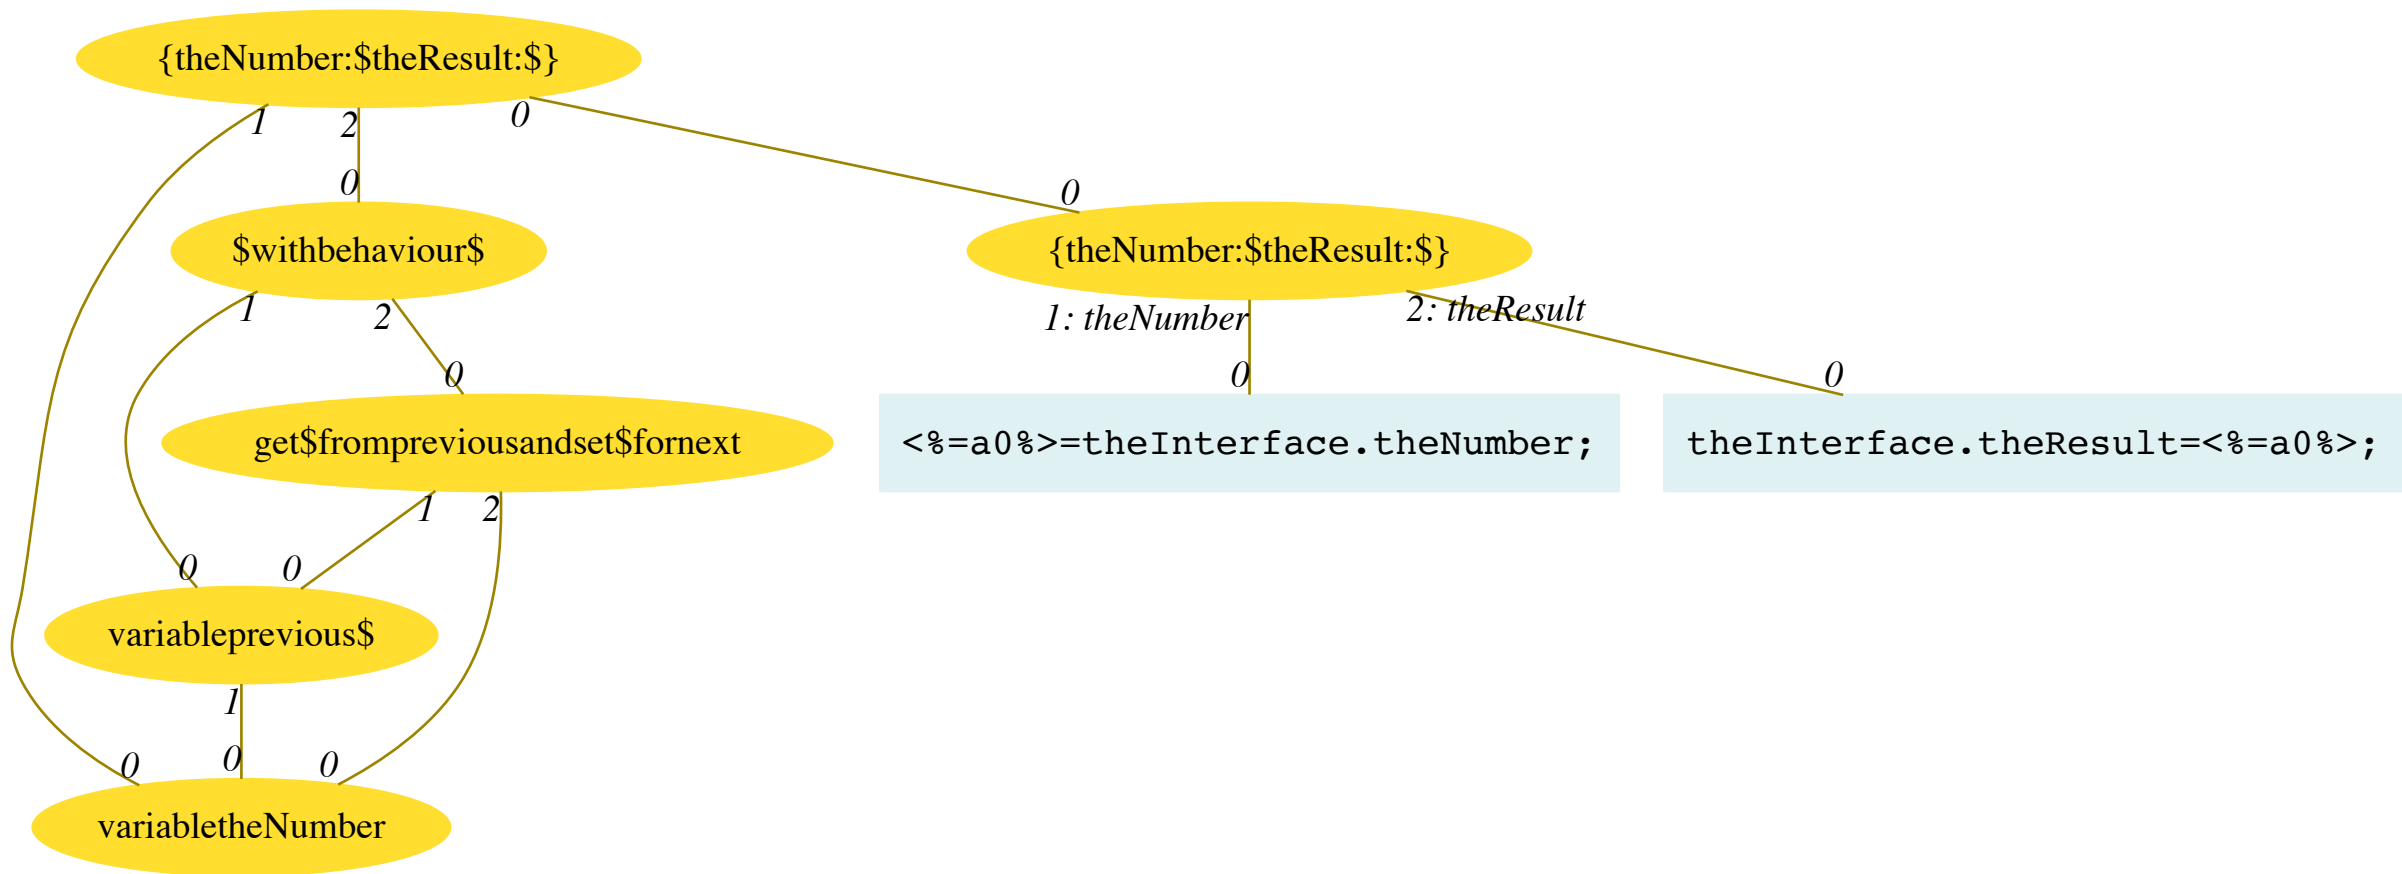 {theNumber:$theResult:$}
1
2
0
0
0
$withbehaviour$
{theNumber:$theResult:$}
1
2
1: theNumber
2: theResult
0
0
0
get$frompreviousandset$fornext
<%=a0%>=theInterface.theNumber;
theInterface.theResult=<%=a0%>;
1
2
0
0
variableprevious$
1
0
0
0
variabletheNumber